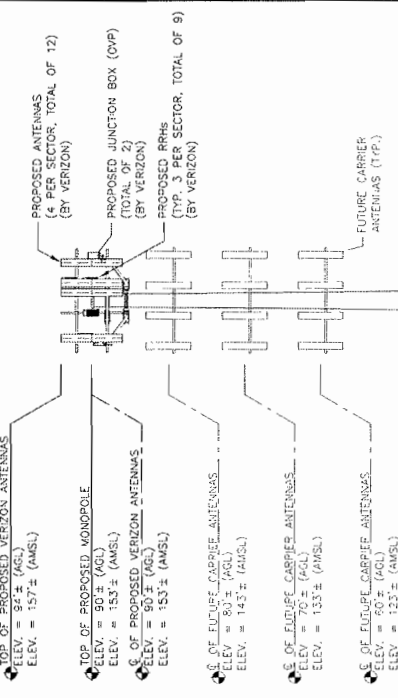 PROPOSED ANTENNAS
(4 PER SECTOR, TOTAL OF 12)
(BY VERIZON)
PROPOSED JUNCTION BOX (OVP)
(TOTAL OF 2)
(BY VERIZON)
PROPOSED RRHs
(TYP. 3 PER SECTOR, TOTAL OF 9)
(BY VERIZON)
FUTURE CARRIER
ANTENNAS (TYP.)
TOP OF PROPOSED VERIZON ANTENNAS
ELEV. = 94'± (AGL)
ELEV. = 157'± (AMSL)
TOP OF PROPOSED MONOPOLE
ELEV. = 90'± (AGL)
ELEV. = 153'± (AMSL)
℄ OF PROPOSED VERIZON ANTENNAS
ELEV. = 90'± (AGL)
ELEV. = 153'± (AMSL)
℄ OF FUTURE CARRIER ANTENNAS
ELEV = 80'± (AGL)
ELEV. = 143'± (AMSL)
℄ OF FUTURE CARRIER ANTENNAS
ELEV. = 70'± (AGL)
ELEV. = 133'± (AMSL)
℄ OF FUTURE CARRIER ANTENNAS
ELEV. = 60'± (AGL)
ELEV. = 123'± (AMSL)